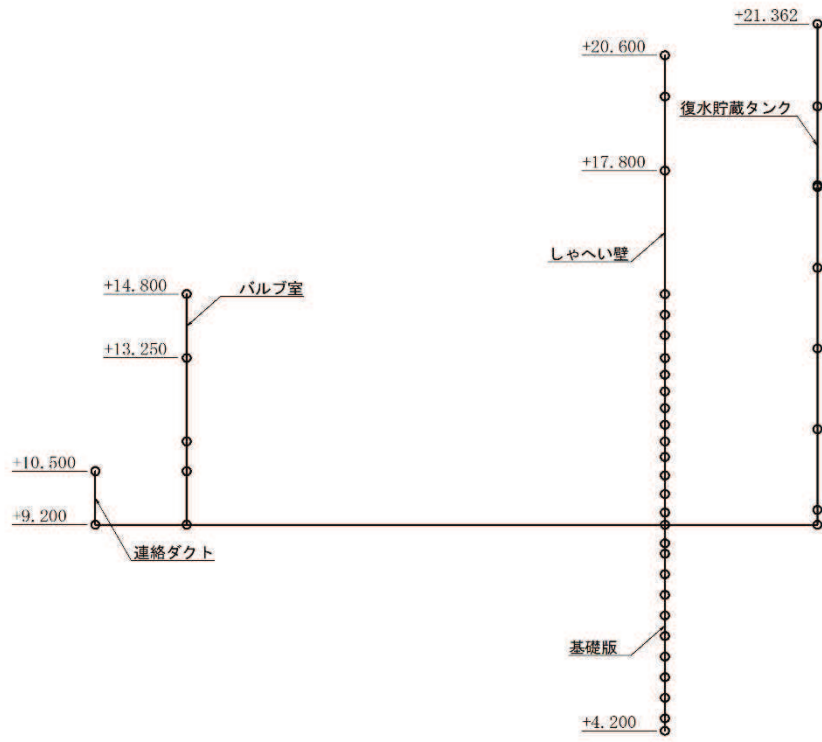 +21.362
+20.600
復水貯蔵タンク
+17.800
しゃへい壁
+14.800
バルブ室
+13.250
+10.500
+9.200
連絡ダクト
基礎版
+4.200